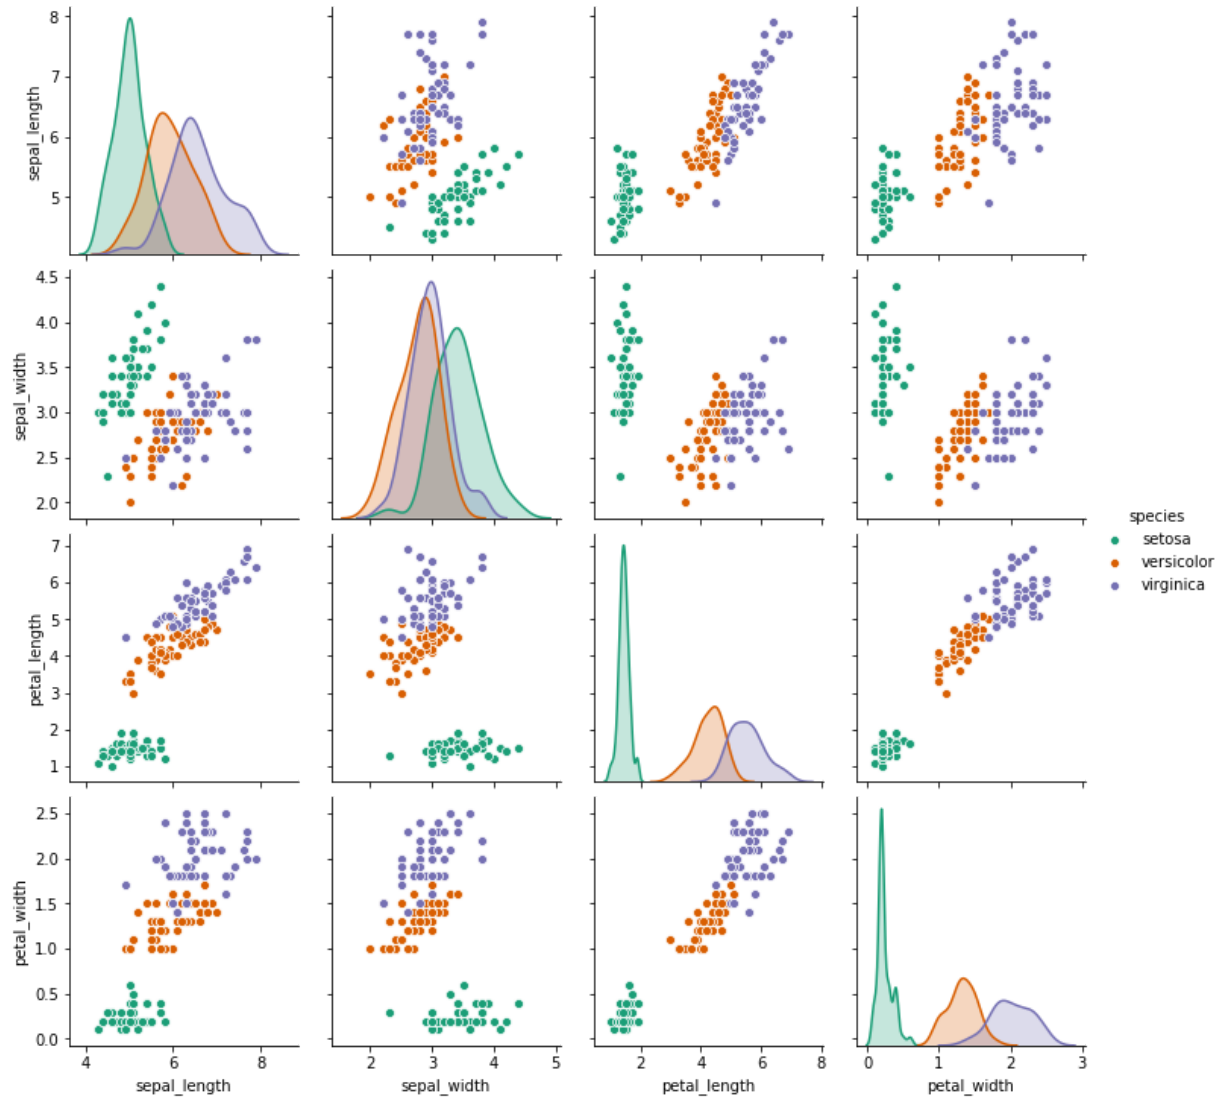 8
7
6
5
sepal_length
4.5
4.0
3.5
3.0
2.5
2.0
sepal_width
species
setosa
versicolor
virginica
7
6
5
4
3
2
1
petal_length
2.5
2.0
1.5
1.0
0.5
0.0
petal_width
4 6 8
sepal_length
2 3 4 5
sepal_width
2 4 6 8
petal_length
0 1 2 3
petal_width